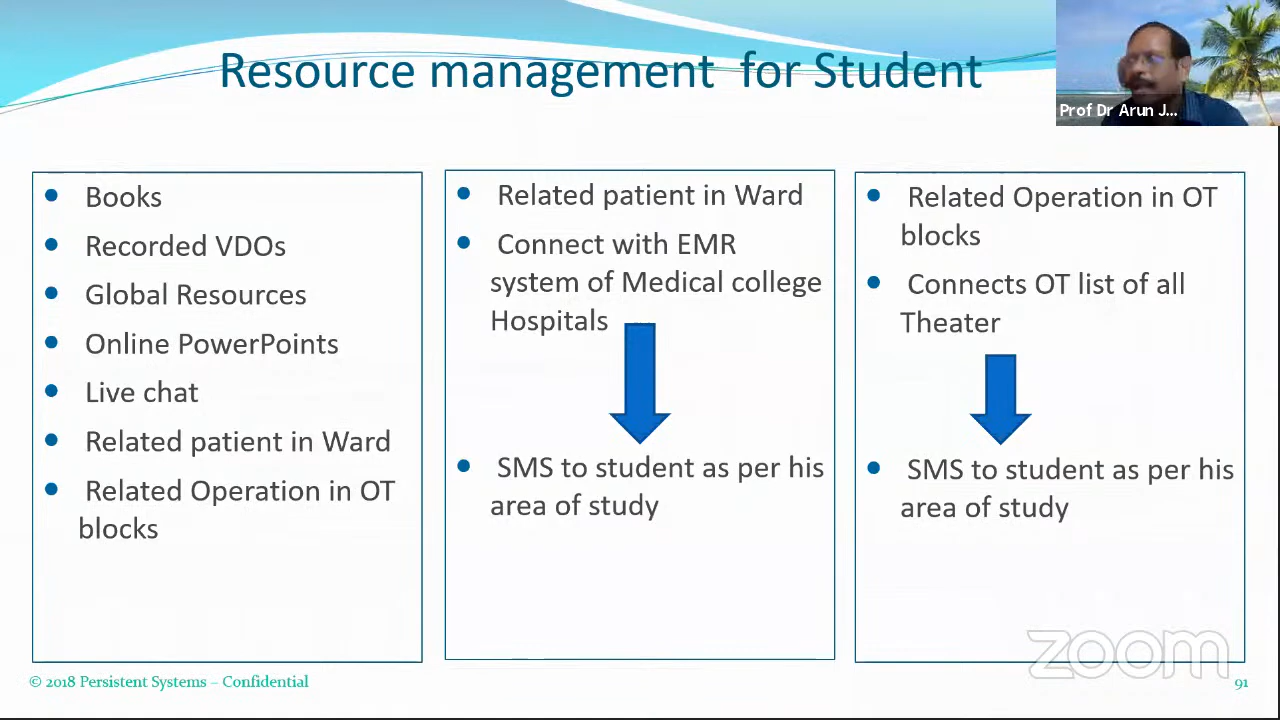 Resource management for Student
Prof Dr Arun J...
• Books
• Recorded VDOs
• Global Resources
• Online PowerPoints
• Live chat
• Related patient in Ward
• Related Operation in OT
blocks
• Related patient in Ward
• Connect with EMR
system of Medical college
Hospitals
• SMS to student as per his
area of study
• Related Operation in OT
blocks
• Connects OT list of all
Theater
• SMS to student as per his
area of study
zoom
© 2018 Persistent Systems – Confidential
91